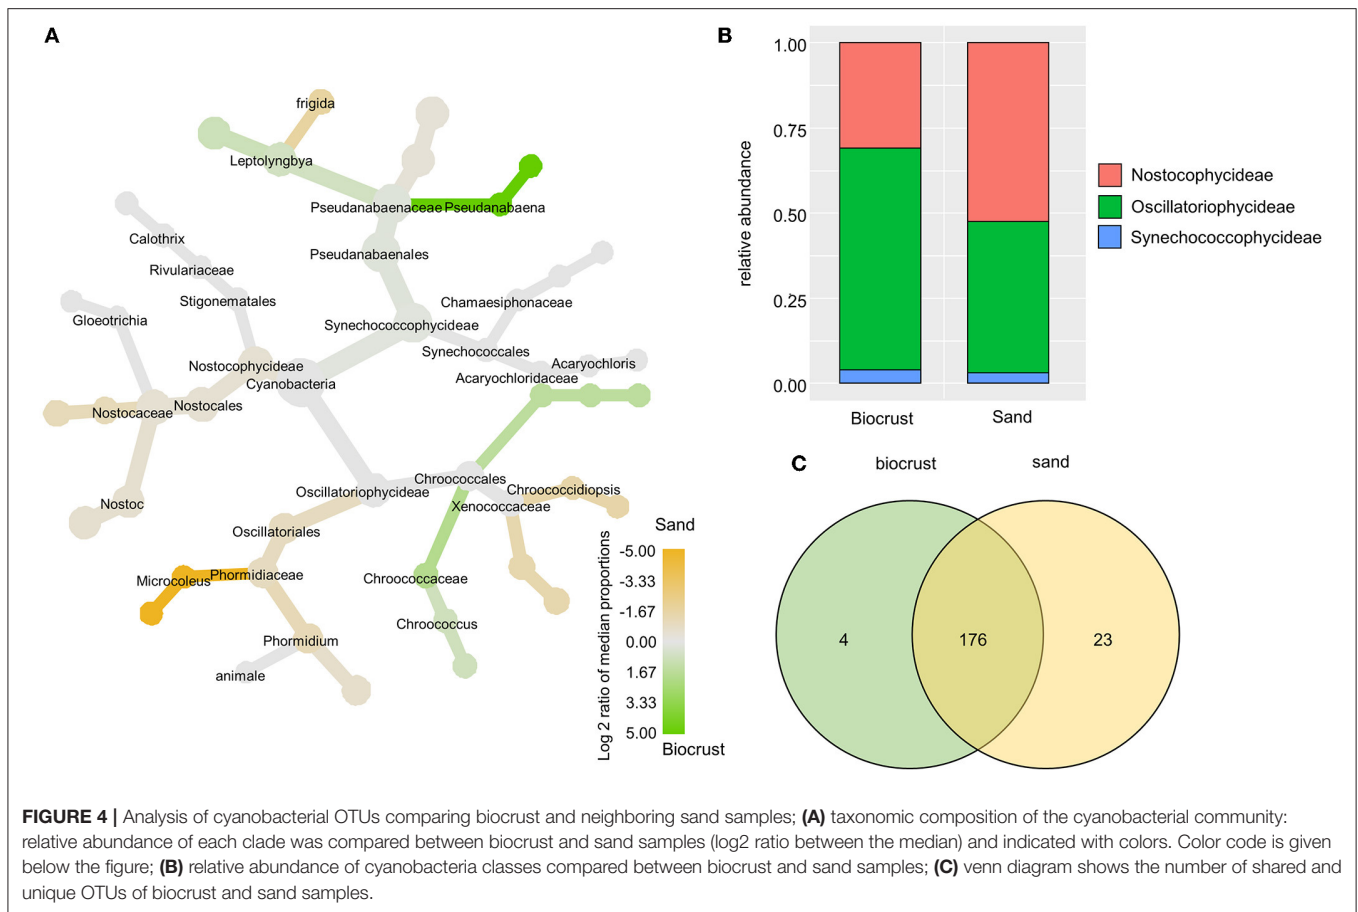 A
frigida
Leptolyngbya
Pseudanabaenaceae Pseudanabaena
Calothrix
Pseudanabaenales
Rivulariaceae
Stigonematales
Chamaesiphonaceae
Gloeotrichia
Synechococcophycideae
Synechococcales
Nostocophycideae
Acaryochloris
Cyanobacteria
Acaryochloridaceae
Nostocaceae Nostocales
Chroococcales
Oscillatoriophycideae
Chroococcidiopsis
Nostoc
Xenococcaceae
Oscillatoriales
Microcoleus Phormidiaceae
Chroococcaceae
Chroococcus
Phormidium
animale
Sand
-5.00
-3.33
-1.67
0.00
1.67
3.33
5.00
Biocrust
Log 2 ratio of median proportions
B
1.00
0.75
0.50
0.25
0.00
relative abundance
Biocrust Sand
Nostocophycideae
Oscillatoriophycideae
Synechococcophycideae
C
biocrust sand
4 176 23
FIGURE 4 | Analysis of cyanobacterial OTUs comparing biocrust and neighboring sand samples; (A) taxonomic composition of the cyanobacterial community:
relative abundance of each clade was compared between biocrust and sand samples (log2 ratio between the median) and indicated with colors. Color code is given
below the figure; (B) relative abundance of cyanobacteria classes compared between biocrust and sand samples; (C) venn diagram shows the number of shared and
unique OTUs of biocrust and sand samples.